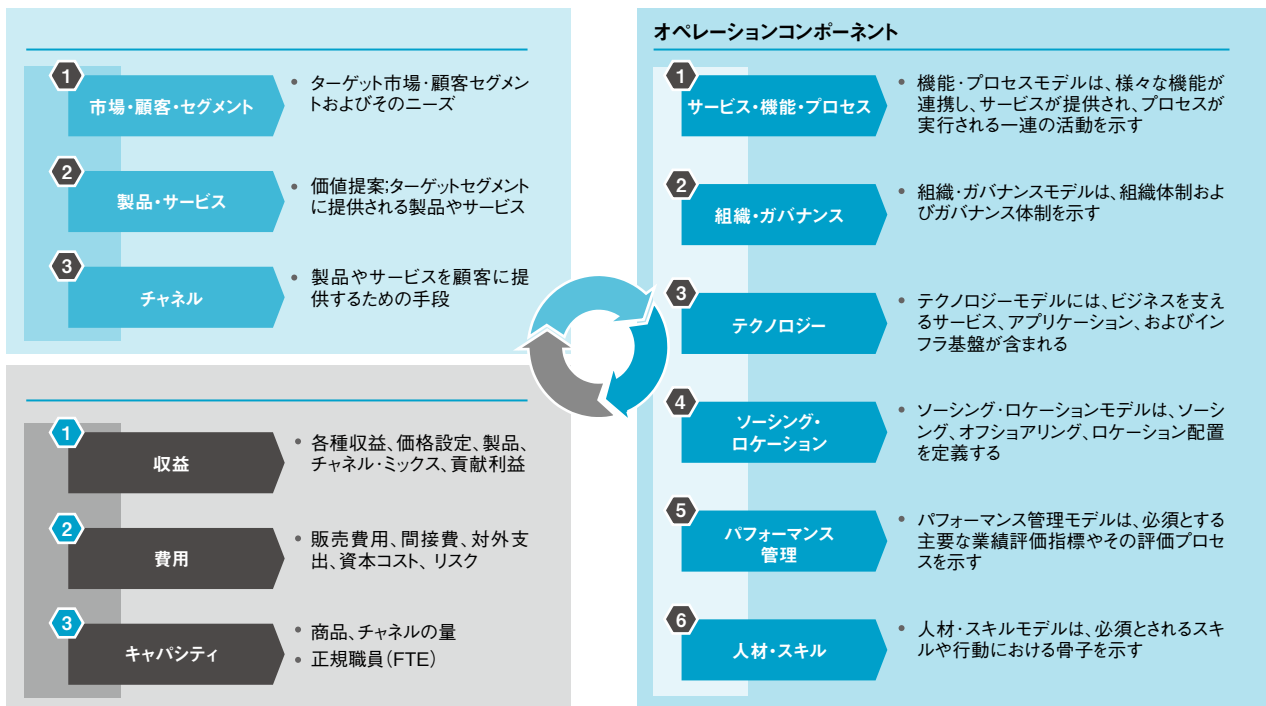 1
市場・顧客・セグメント
• ターゲット市場・顧客セグメン
トおよびそのニーズ
2
製品・サービス
• 価値提案;ターゲットセグメント
に提供される製品やサービス
3
チャネル
• 製品やサービスを顧客に提
供するための手段
1
収益
• 各種収益、価格設定、製品、
チャネル・ミックス、貢献利益
2
費用
• 販売費用、間接費、対外支
出、資本コスト、リスク
3
キャパシティ
• 商品、チャネルの量
• 正規職員(FTE)
オペレーションコンポーネント
1
サービス・機能・プロセス
• 機能・プロセスモデルは、様々な機能が
連携し、サービスが提供され、プロセスが
実行される一連の活動を示す
2
組織・ガバナンス
• 組織・ガバナンスモデルは、組織体制およ
びガバナンス体制を示す
3
テクノロジー
• テクノロジーモデルには、ビジネスを支え
るサービス、アプリケーション、およびイン
フラ基盤が含まれる
4
ソーシング・
ロケーション
• ソーシング・ロケーションモデルは、ソーシ
ング、オフショアリング、ロケーション配置
を定義する
5
パフォーマンス
管理
• パフォーマンス管理モデルは、必須とする
主要な業績評価指標やその評価プロセ
スを示す
6
人材・スキル
• 人材・スキルモデルは、必須とされるスキ
ルや行動における骨子を示す